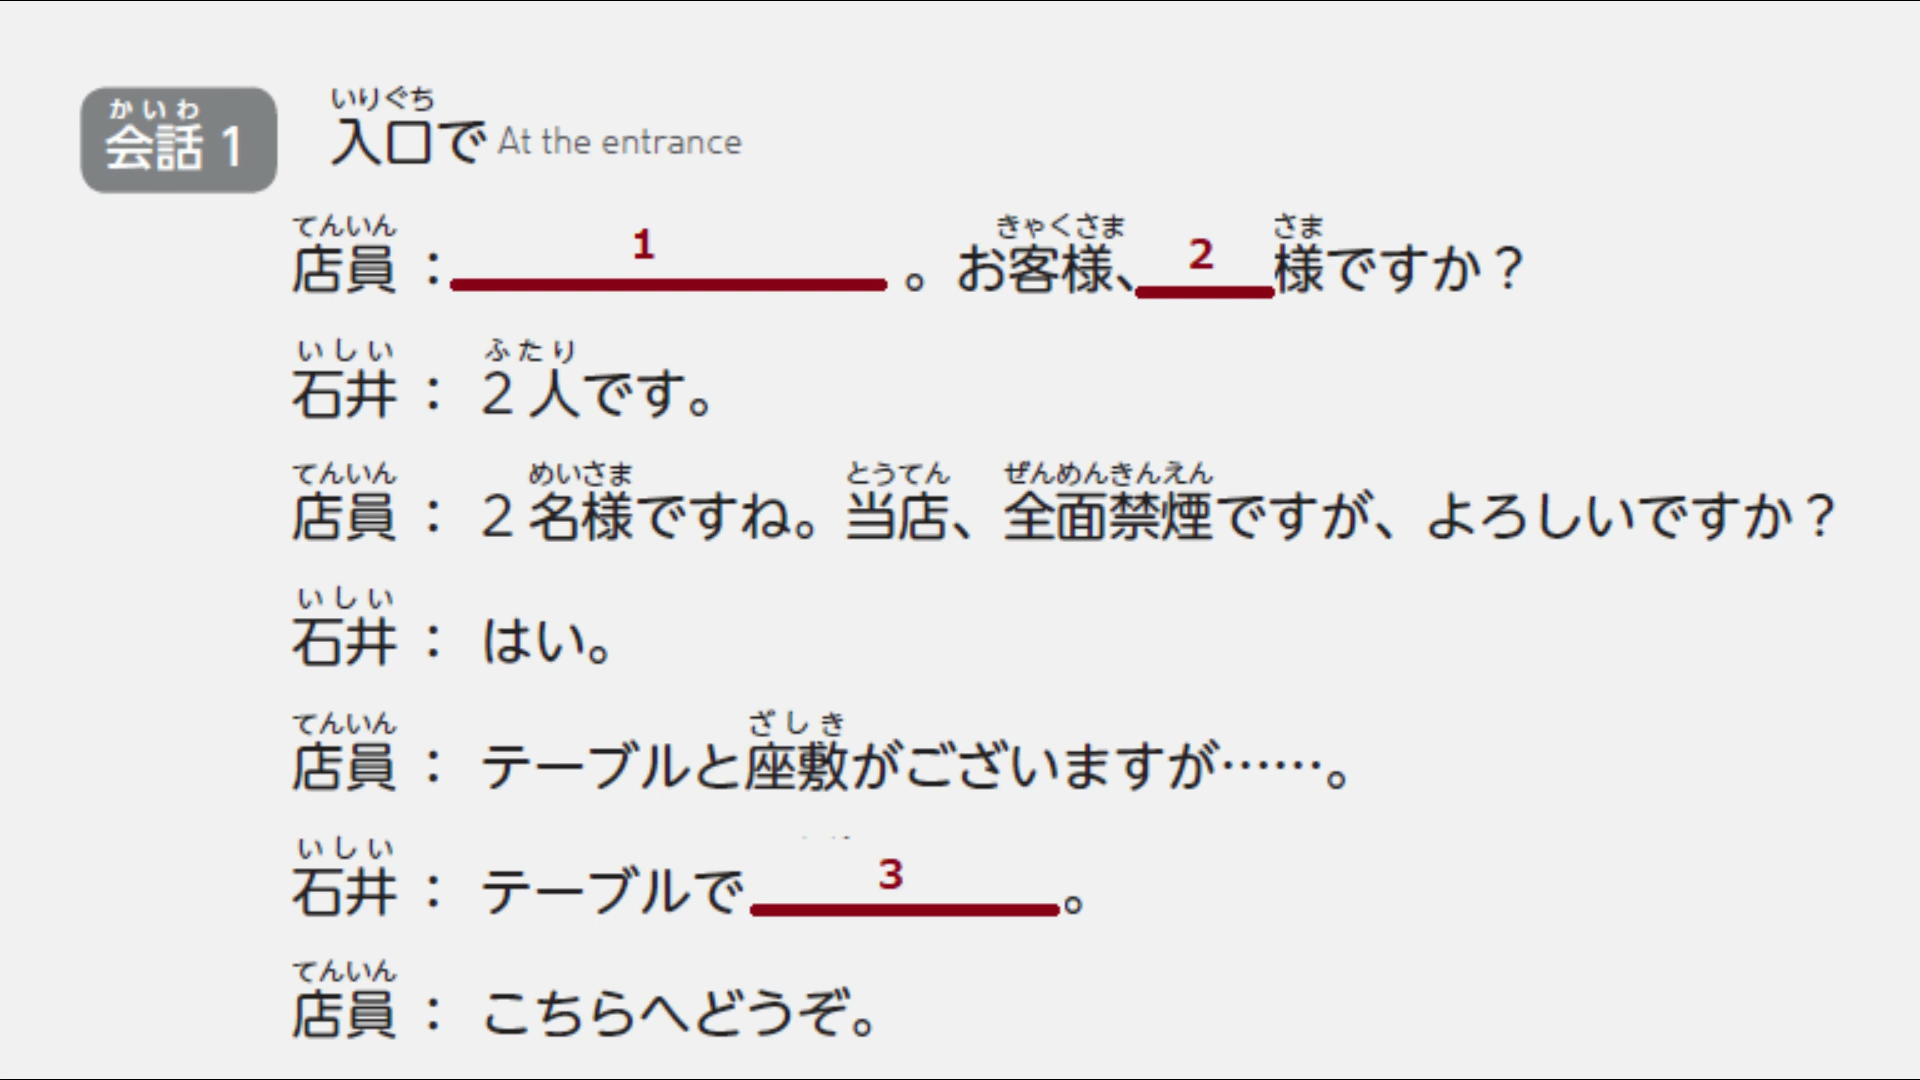 かいわ
会話 1
いりぐち
入口で At the entrance
てんいん きゃくさま さま
店員 : 1 。お客様、 2 様ですか？
いしい ふたり
石井 : 2人です。
てんいん めいさま とうてん ぜんめんきんえん
店員 : 2名様ですね。当店、全面禁煙ですが、よろしいですか？
いしい
石井 : はい。
てんいん ざしき
店員 : テーブルと座敷がございますが……。
いしい
石井 : テーブルで 3 。
てんいん
店員 : こちらへどうぞ。